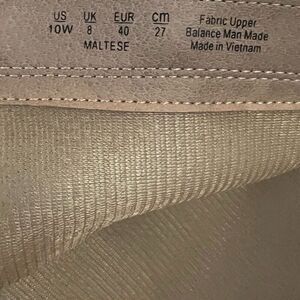 US UK EUR cm
10W 8 40 27
MALTESE
Fabric Upper
Balance Man Made
Made in Vietnam